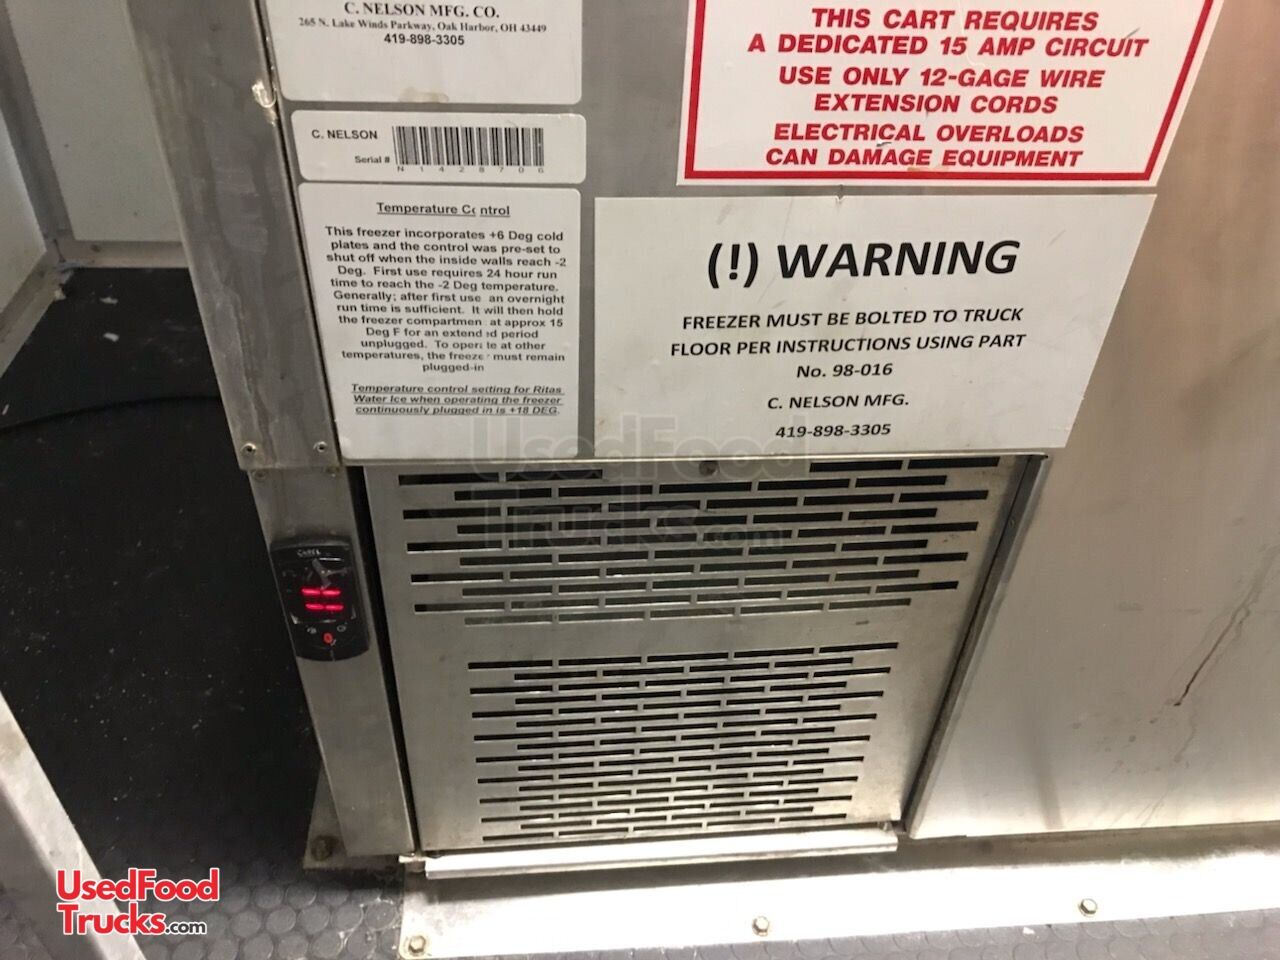 C. NELSON MFG. CO.
265 N. Lake Winds Parkway, Oak Harbor, OH 43449
419-898-3305
THIS CART REQUIRES
A DEDICATED 15 AMP CIRCUIT
USE ONLY 12-GAGE WIRE
EXTENSION CORDS
ELECTRICAL OVERLOADS
CAN DAMAGE EQUIPMENT
C. NELSON
Serial #
N1428706
Temperature Control
This freezer incorporates +6 Deg cold
plates and the control was pre-set to
shut off when the inside walls reach -2
Deg. First use requires 24 hour run
time to reach the -2 Deg temperature.
Generally; after first use an overnight
run time is sufficient. It will then hold
the freezer compartment at approx 15
Deg F for an extended period
unplugged. To operate at other
temperatures, the freezer must remain
plugged-in
Temperature control setting for Ritas
Water Ice when operating the freezer
continuously plugged in is +18 DEG.
(!) WARNING
FREEZER MUST BE BOLTED TO TRUCK
FLOOR PER INSTRUCTIONS USING PART
No. 98-016
C. NELSON MFG.
419-898-3305
UsedFood
Trucks.com
CAREL
UsedFood
Trucks.com